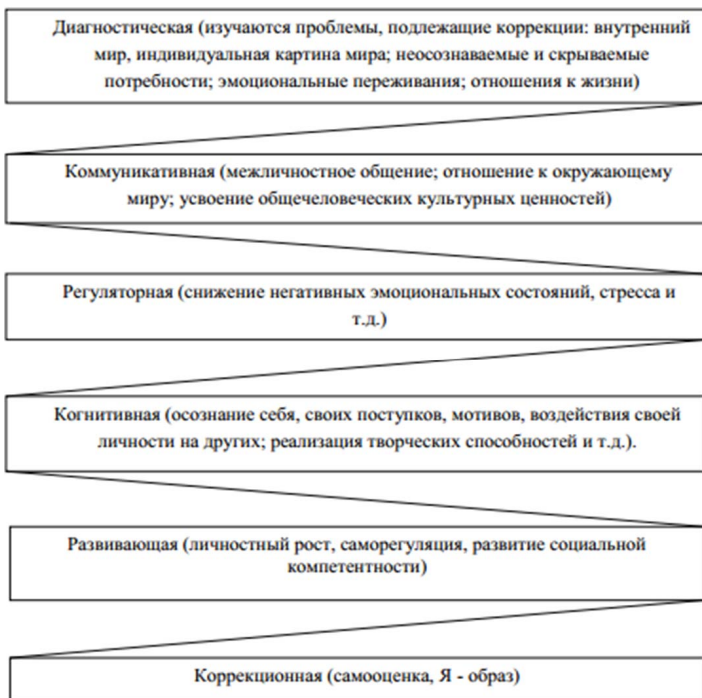 Диагностическая (изучаются проблемы, подлежащие коррекции: внутренний
мир, индивидуальная картина мира; неосознаваемые и скрываемые
потребности; эмоциональные переживания; отношения к жизни)
Коммуникативная (межличностное общение; отношение к окружающему
миру; усвоение общечеловеческих культурных ценностей)
Регуляторная (снижение негативных эмоциональных состояний, стресса и
т.д.)
Когнитивная (осознание себя, своих поступков, мотивов, воздействия своей
личности на других; реализация творческих способностей и т.д.).
Развивающая (личностный рост, саморегуляция, развитие социальной
компетентности)
Коррекционная (самооценка, Я - образ)